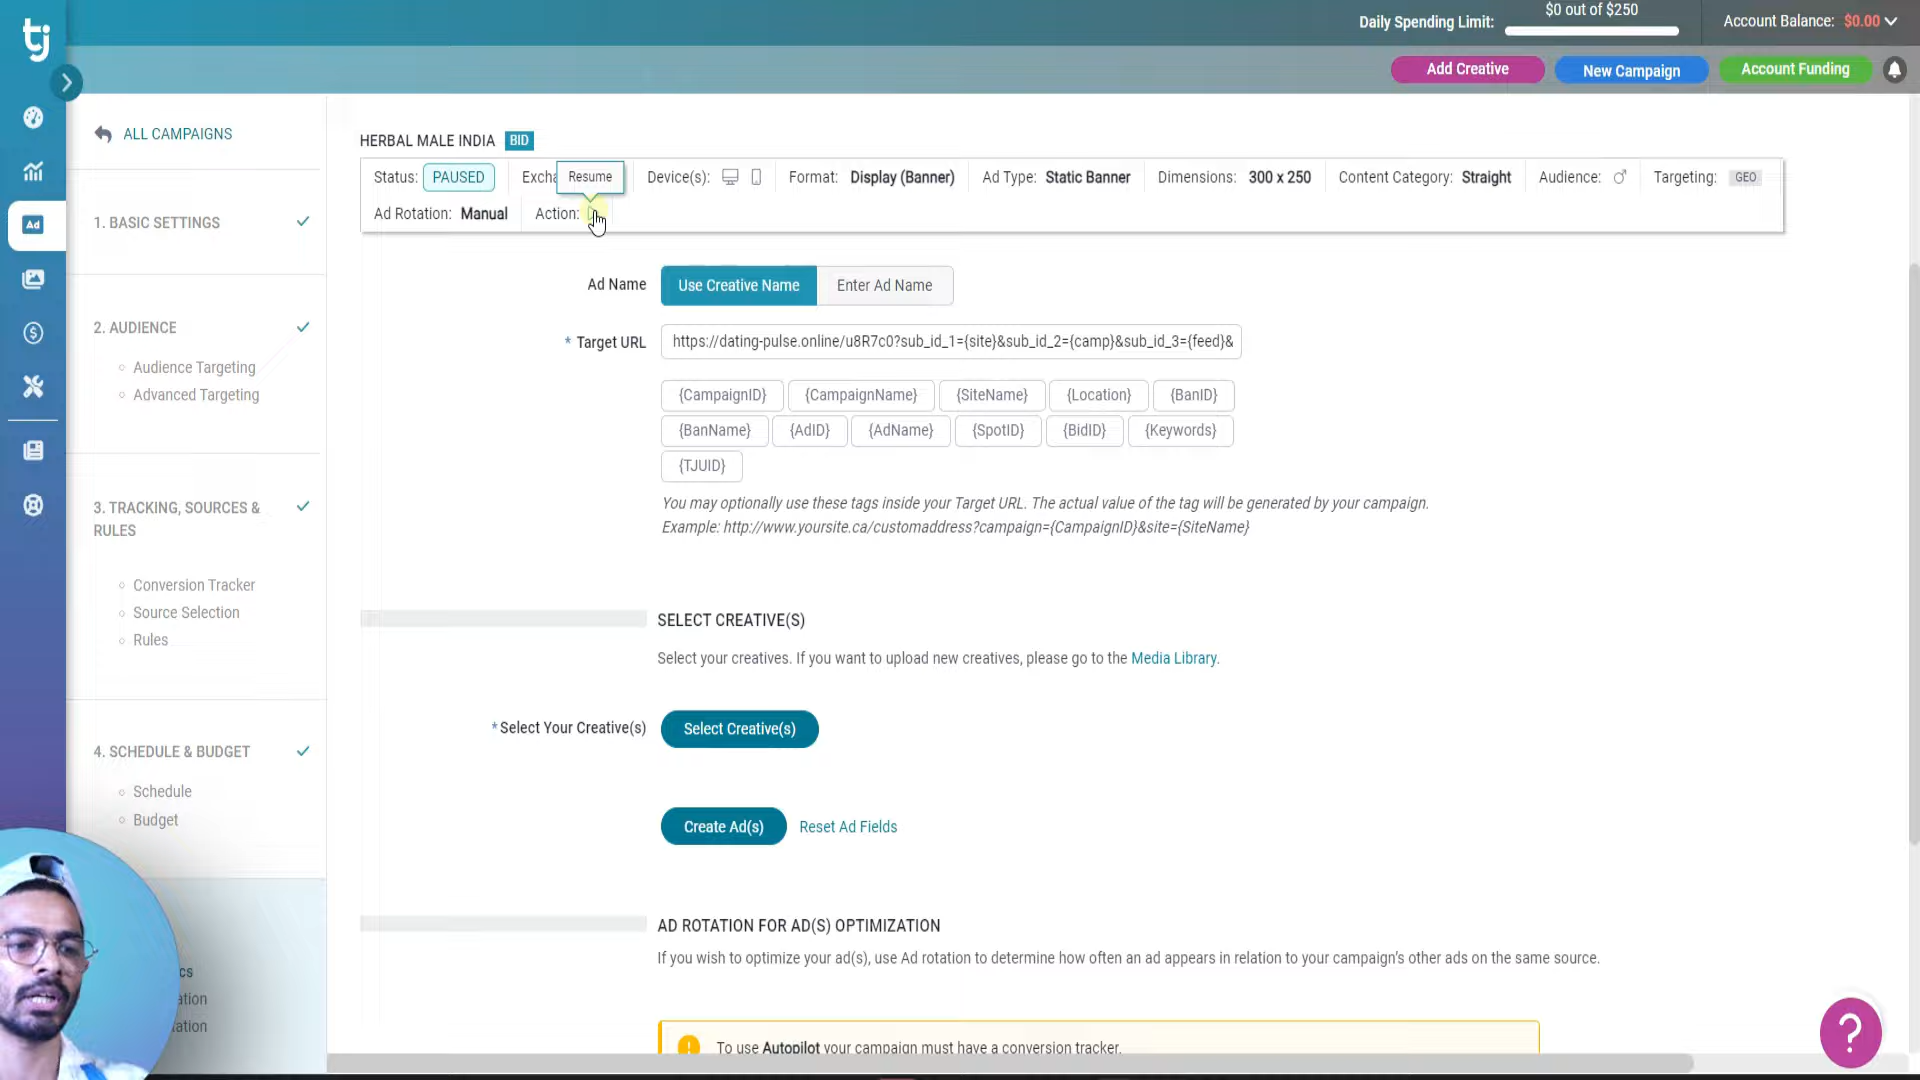 tj
Daily Spending Limit:
$0 out of $250
Account Balance: $0.00
Add Creative
New Campaign
Account Funding
ALL CAMPAIGNS
1. BASIC SETTINGS
2. AUDIENCE
Audience Targeting
Advanced Targeting
3. TRACKING, SOURCES &
RULES
Conversion Tracker
Source Selection
Rules
4. SCHEDULE & BUDGET
Schedule
Budget
cs
ation
ation
HERBAL MALE INDIA BID
Status: PAUSED Excha Resume Device(s): Format: Display (Banner) Ad Type: Static Banner Dimensions: 300 x 250 Content Category: Straight Audience: Targeting: GEO
Ad Rotation: Manual Action:
Ad Name Use Creative Name Enter Ad Name
* Target URL https://dating-pulse.online/u8R7c0?sub_id_1={site}&sub_id_2={camp}&sub_id_3={feed}&
{CampaignID} {CampaignName} {SiteName} {Location} {BanID}
{BanName} {AdID} {AdName} {SpotID} {BidID} {Keywords}
{TJUID}
You may optionally use these tags inside your Target URL. The actual value of the tag will be generated by your campaign.
Example: http://www.yoursite.ca/customaddress?campaign={CampaignID}&site={SiteName}
SELECT CREATIVE(S)
Select your creatives. If you want to upload new creatives, please go to the Media Library.
* Select Your Creative(s) Select Creative(s)
Create Ad(s) Reset Ad Fields
AD ROTATION FOR AD(S) OPTIMIZATION
If you wish to optimize your ad(s), use Ad rotation to determine how often an ad appears in relation to your campaign's other ads on the same source.
! To use Autopilot your campaign must have a conversion tracker.
Ad
?